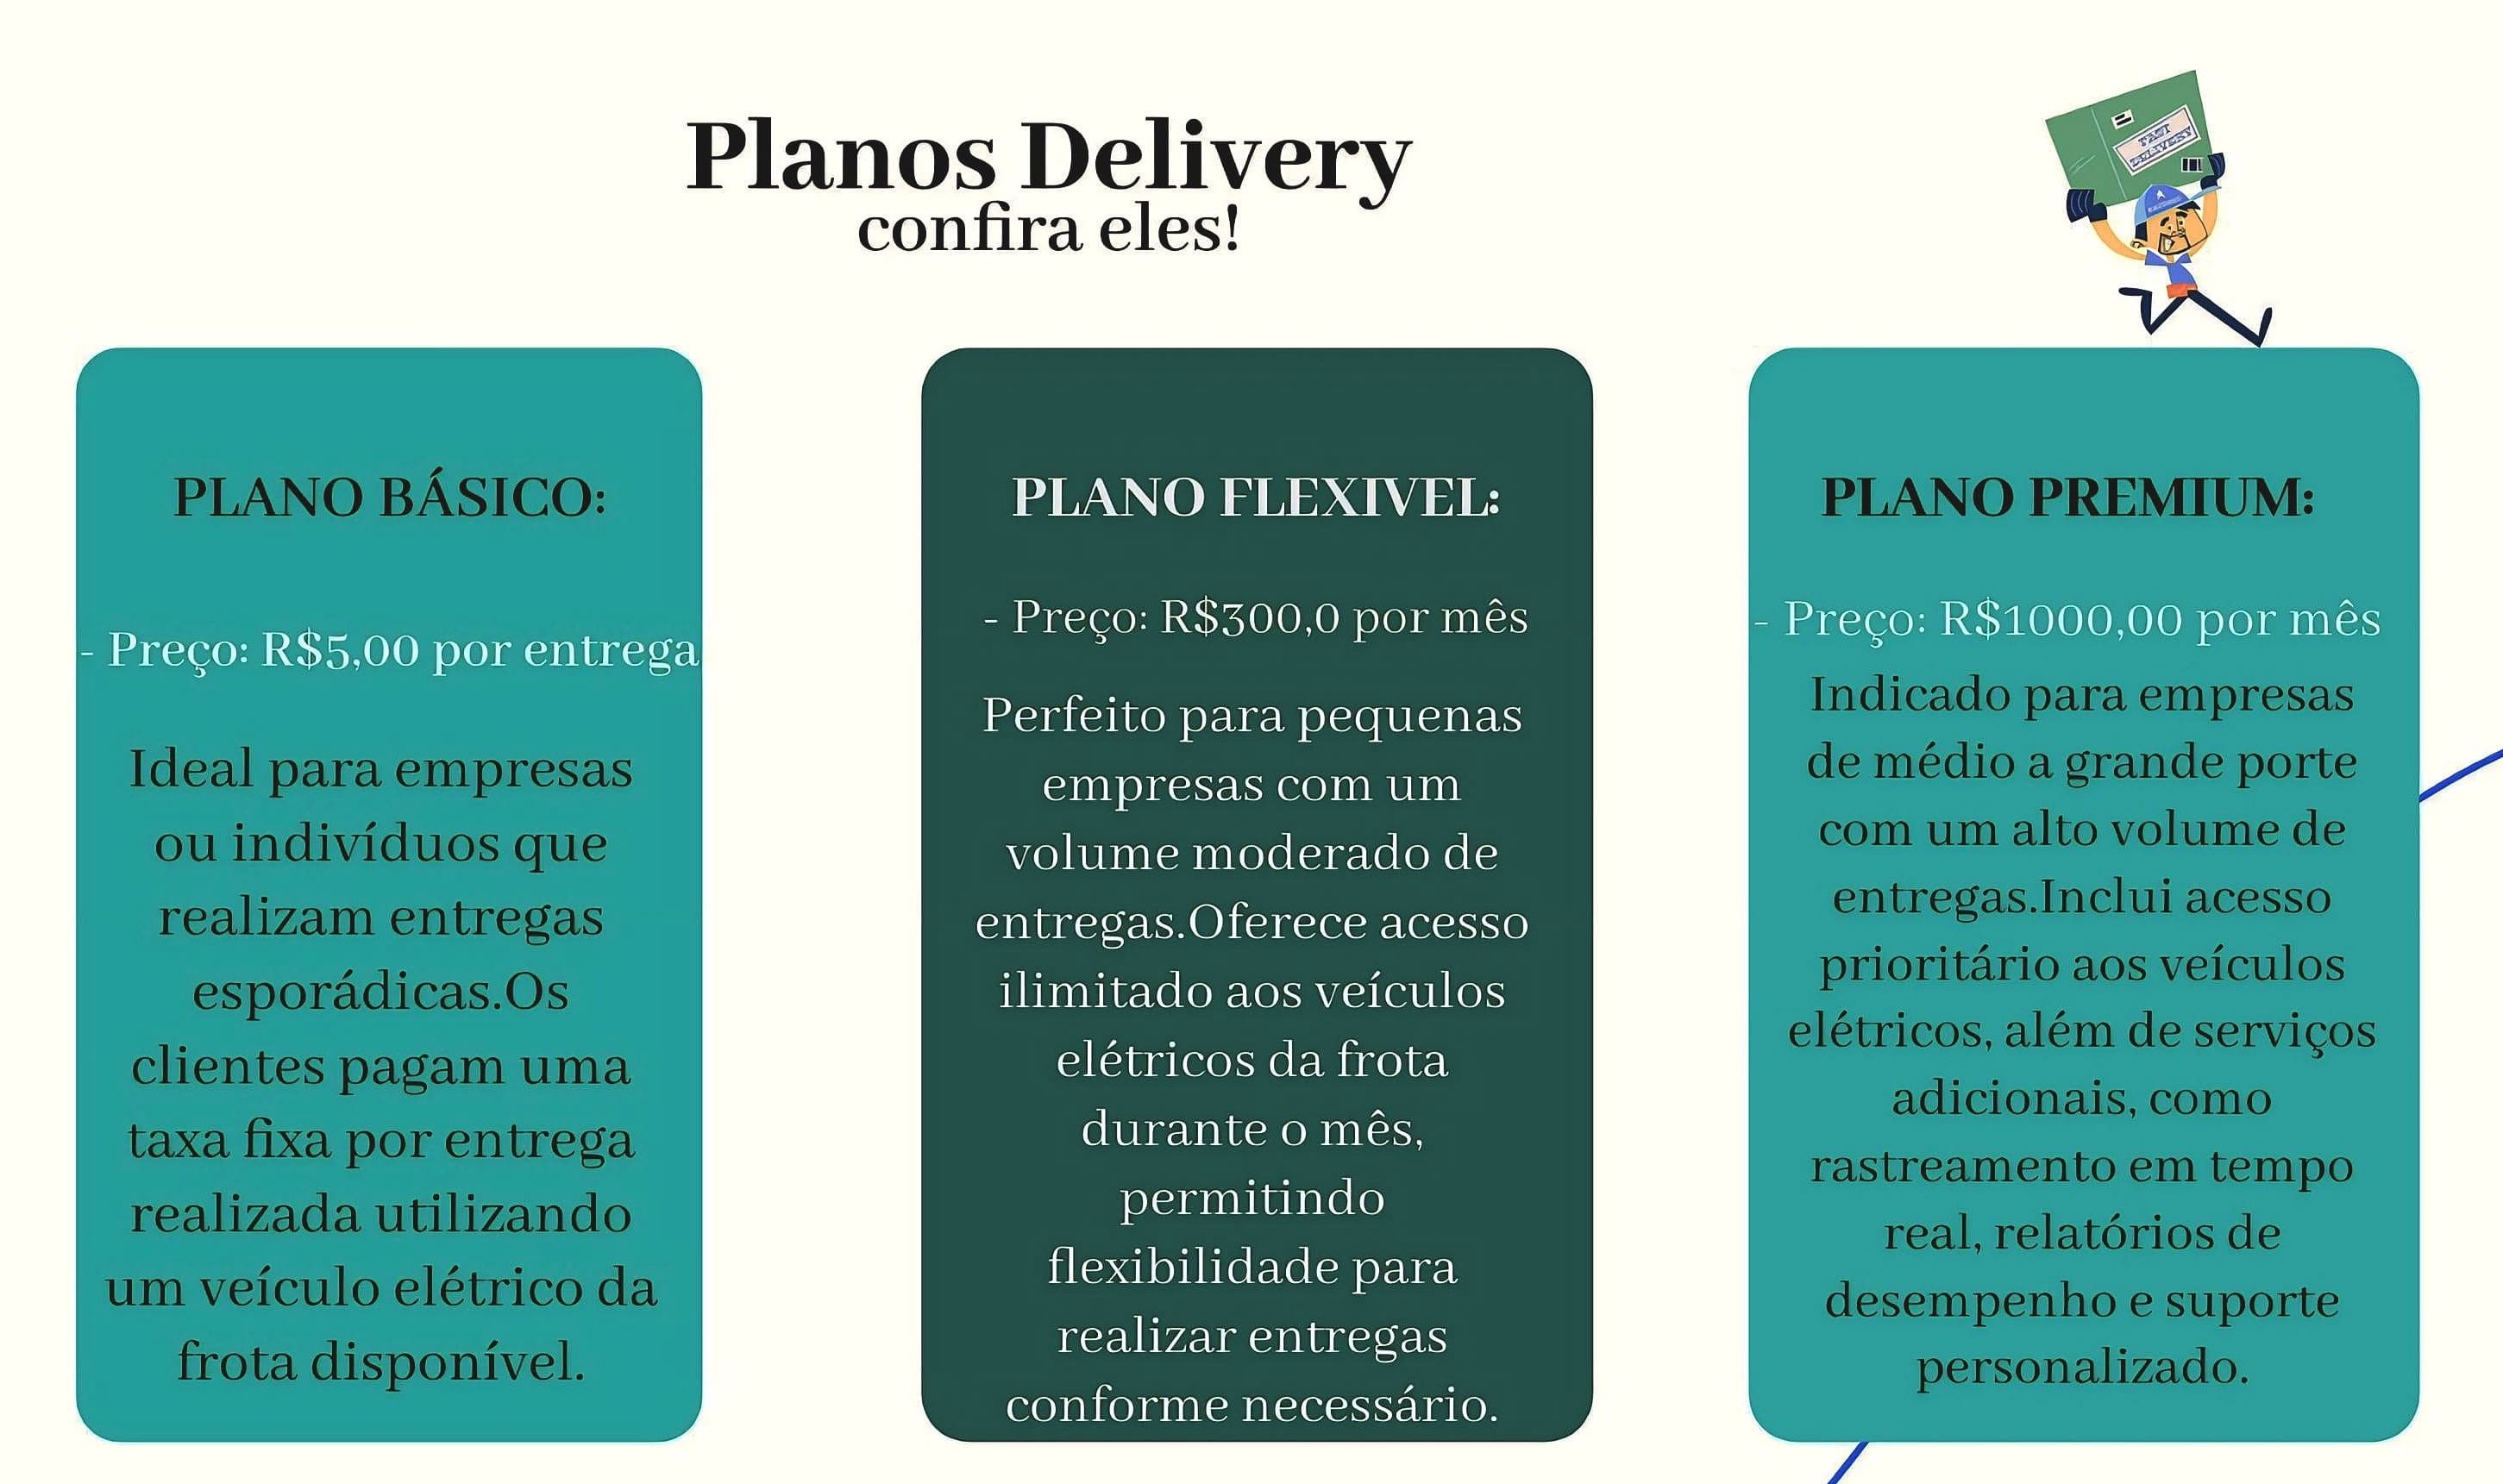 Planos Delivery
confira eles!
FAST
DELIVERY
PLANO BÁSICO:
- Preço: R$5,00 por entrega
Ideal para empresas
ou indivíduos que
realizam entregas
esporádicas.Os
clientes pagam uma
taxa fixa por entrega
realizada utilizando
um veículo elétrico da
frota disponível.
PLANO FLEXIVEL:
- Preço: R$300,0 por mês
Perfeito para pequenas
empresas com um
volume moderado de
entregas.Oferece acesso
ilimitado aos veículos
elétricos da frota
durante o mês,
permitindo
flexibilidade para
realizar entregas
conforme necessário.
PLANO PREMIUM:
- Preço: R$1000,00 por mês
Indicado para empresas
de médio a grande porte
com um alto volume de
entregas.Inclui acesso
prioritário aos veículos
elétricos, além de serviços
adicionais, como
rastreamento em tempo
real, relatórios de
desempenho e suporte
personalizado.